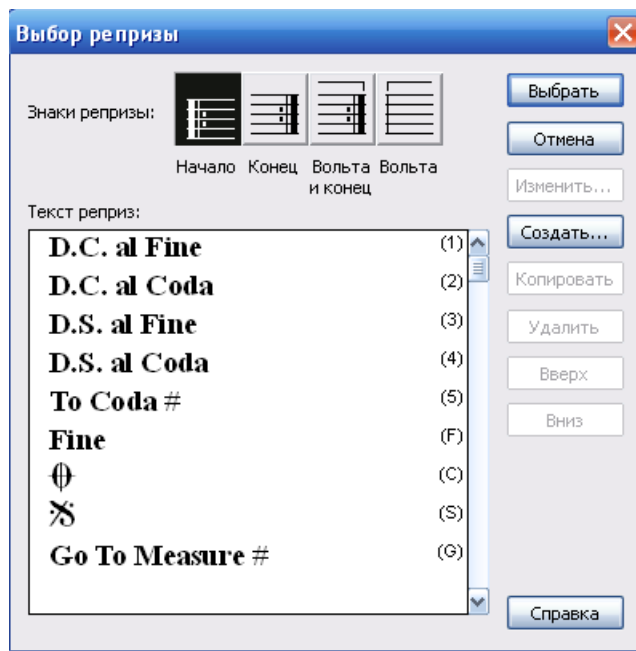 Выбор репризы
Знаки репризы:
Начало Конец Вольта и конец Вольта
Текст реприз:
D.C. al Fine (1)
D.C. al Coda (2)
D.S. al Fine (3)
D.S. al Coda (4)
To Coda # (5)
Fine (F)
(C)
(S)
Go To Measure # (G)
Выбрать
Отмена
Изменить...
Создать...
Копировать
Удалить
Вверх
Вниз
Справка